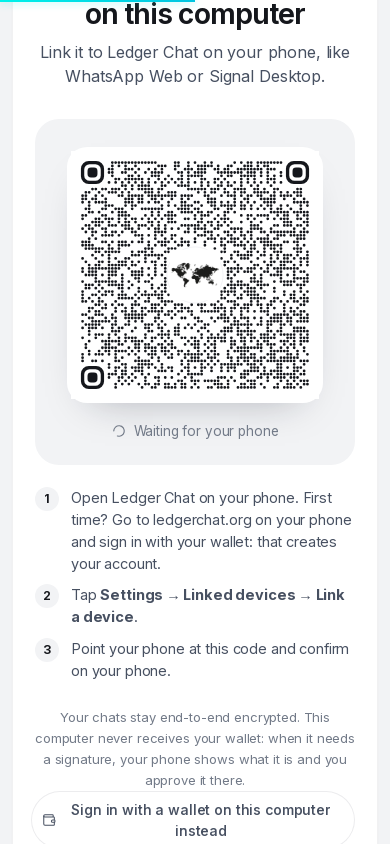 on this computer
Link it to Ledger Chat on your phone, like
WhatsApp Web or Signal Desktop.
Waiting for your phone
1 Open Ledger Chat on your phone. First
time? Go to ledgerchat.org on your phone
and sign in with your wallet: that creates
your account.
2 Tap Settings → Linked devices → Link
a device.
3 Point your phone at this code and confirm
on your phone.
Your chats stay end-to-end encrypted. This
computer never receives your wallet: when it needs
a signature, your phone shows what it is and you
approve it there.
Sign in with a wallet on this computer
instead